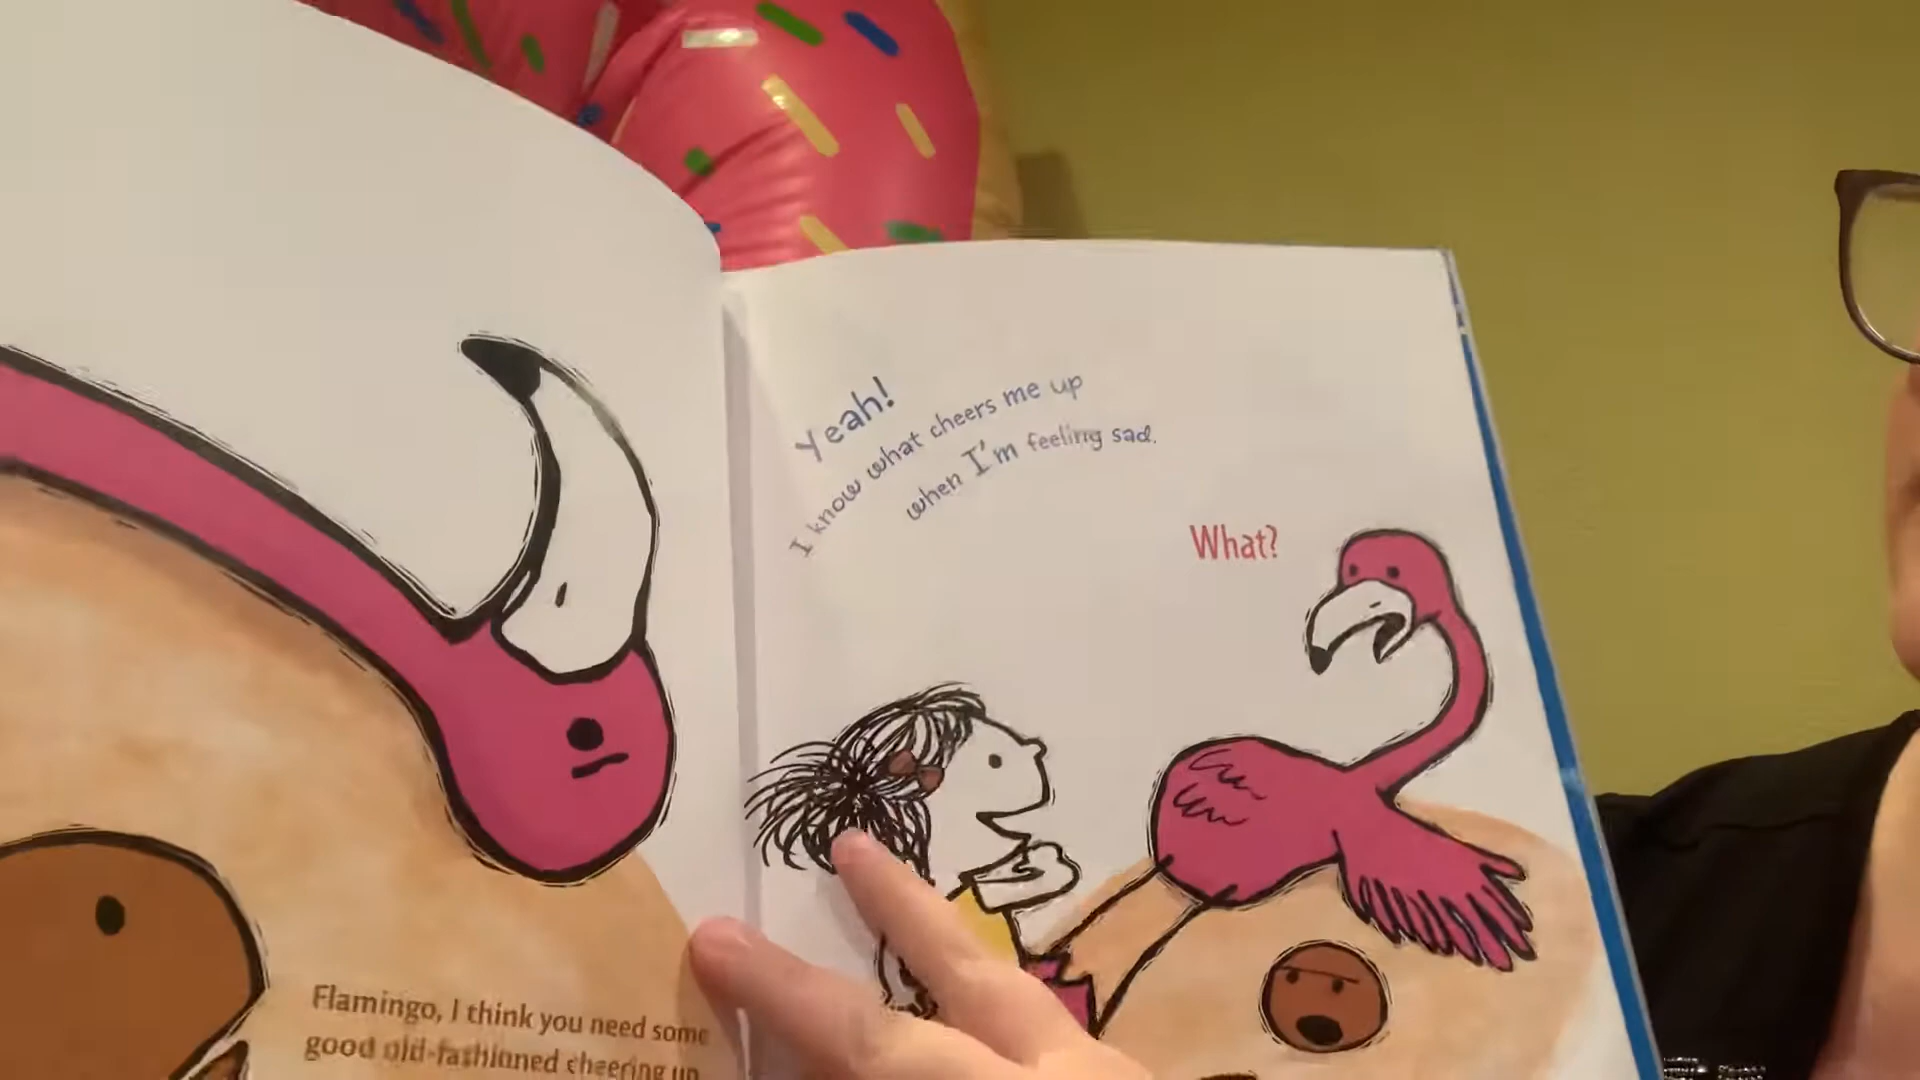 Flamingo, I think you need some
good old-fashioned cheering up
Yeah!
I know what cheers me up
when I'm feeling sad.
What?